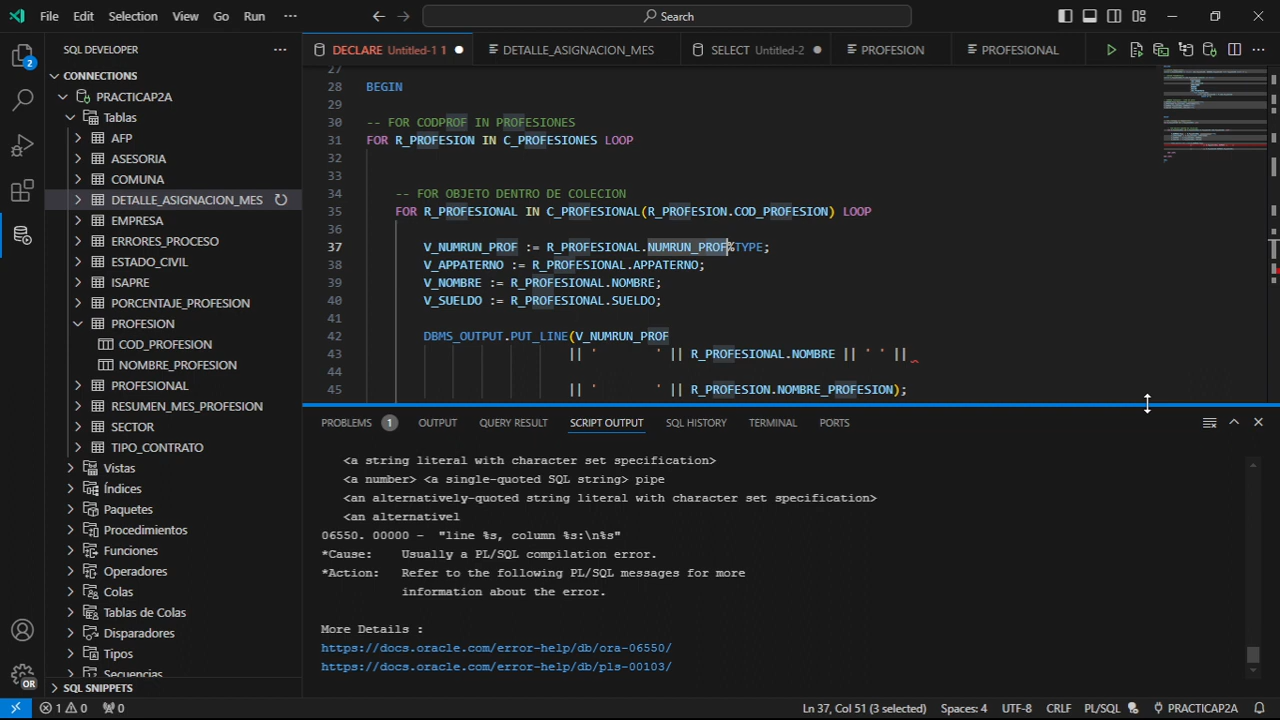 File Edit Selection View Go Run ··· Search
2
SQL DEVELOPER ···
CONNECTIONS
PRACTICAP2A
Tablas
AFP
ASESORIA
COMUNA
DETALLE_ASIGNACION_MES
EMPRESA
ERRORES_PROCESO
ESTADO_CIVIL
ISAPRE
PORCENTAJE_PROFESION
PROFESION
COD_PROFESION
NOMBRE_PROFESION
PROFESIONAL
RESUMEN_MES_PROFESION
SECTOR
TIPO_CONTRATO
Vistas
Índices
Paquetes
Procedimientos
Funciones
Operadores
Colas
Tablas de Colas
Disparadores
Tipos
Secuencias
SQL SNIPPETS
OR
DECLARE Untitled-1 1 DETALLE_ASIGNACION_MES SELECT Untitled-2 PROFESION PROFESIONAL ···
27
28 BEGIN
29
30 -- FOR CODPROF IN PROFESIONES
31 FOR R_PROFESION IN C_PROFESIONES LOOP
32
33
34 -- FOR OBJETO DENTRO DE COLECION
35 FOR R_PROFESIONAL IN C_PROFESIONAL(R_PROFESION.COD_PROFESION) LOOP
36
37 V_NUMRUN_PROF := R_PROFESIONAL.NUMRUN_PROF%TYPE;
38 V_APPATERNO := R_PROFESIONAL.APPATERNO;
39 V_NOMBRE := R_PROFESIONAL.NOMBRE;
40 V_SUELDO := R_PROFESIONAL.SUELDO;
41
42 DBMS_OUTPUT.PUT_LINE(V_NUMRUN_PROF
43 || '        ' || R_PROFESIONAL.NOMBRE || ' ' ||
44
45 || '        ' || R_PROFESION.NOMBRE_PROFESION);
PROBLEMS 1 OUTPUT QUERY RESULT SCRIPT OUTPUT SQL HISTORY TERMINAL PORTS
<a string literal with character set specification>
<a number> <a single-quoted SQL string> pipe
<an alternatively-quoted string literal with character set specification>
<an alternativel
06550. 00000 -  "line %s, column %s:\n%s"
*Cause:    Usually a PL/SQL compilation error.
*Action:   Refer to the following PL/SQL messages for more
information about the error.
More Details :
https://docs.oracle.com/error-help/db/ora-06550/
https://docs.oracle.com/error-help/db/pls-00103/
1 0 0 Ln 37, Col 51 (3 selected) Spaces: 4 UTF-8 CRLF PL/SQL PRACTICAP2A